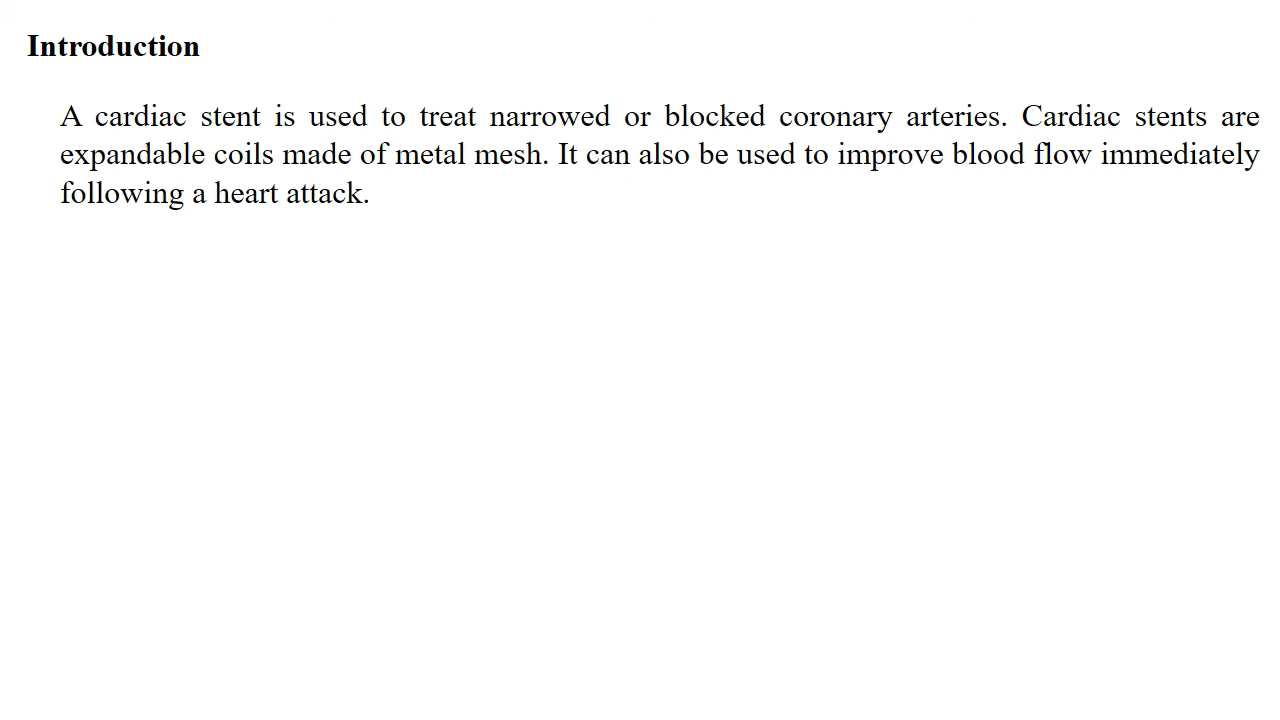 Introduction
A cardiac stent is used to treat narrowed or blocked coronary arteries. Cardiac stents are
expandable coils made of metal mesh. It can also be used to improve blood flow immediately
following a heart attack.